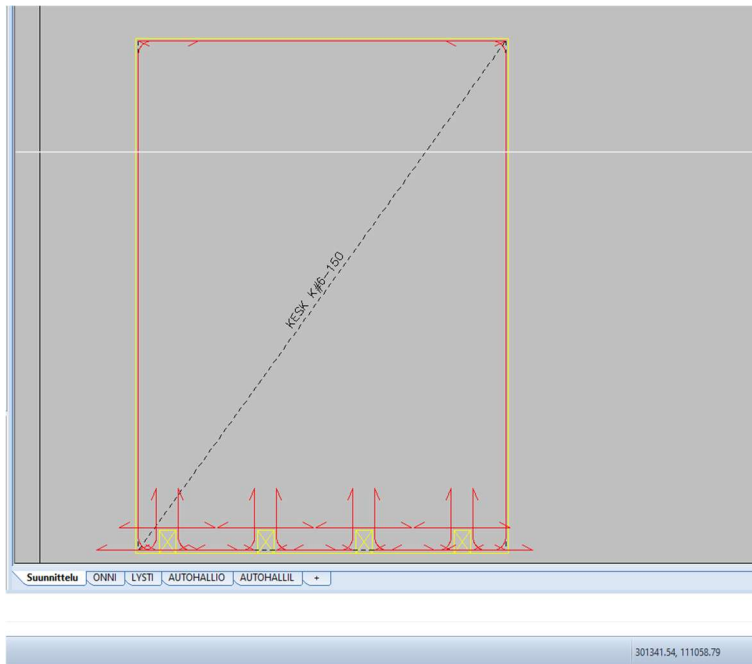 KESK K#6-150
Suunnittelu ONNI LYSTI AUTOHALLIO AUTOHALLIL +
301341.54, 111058.79